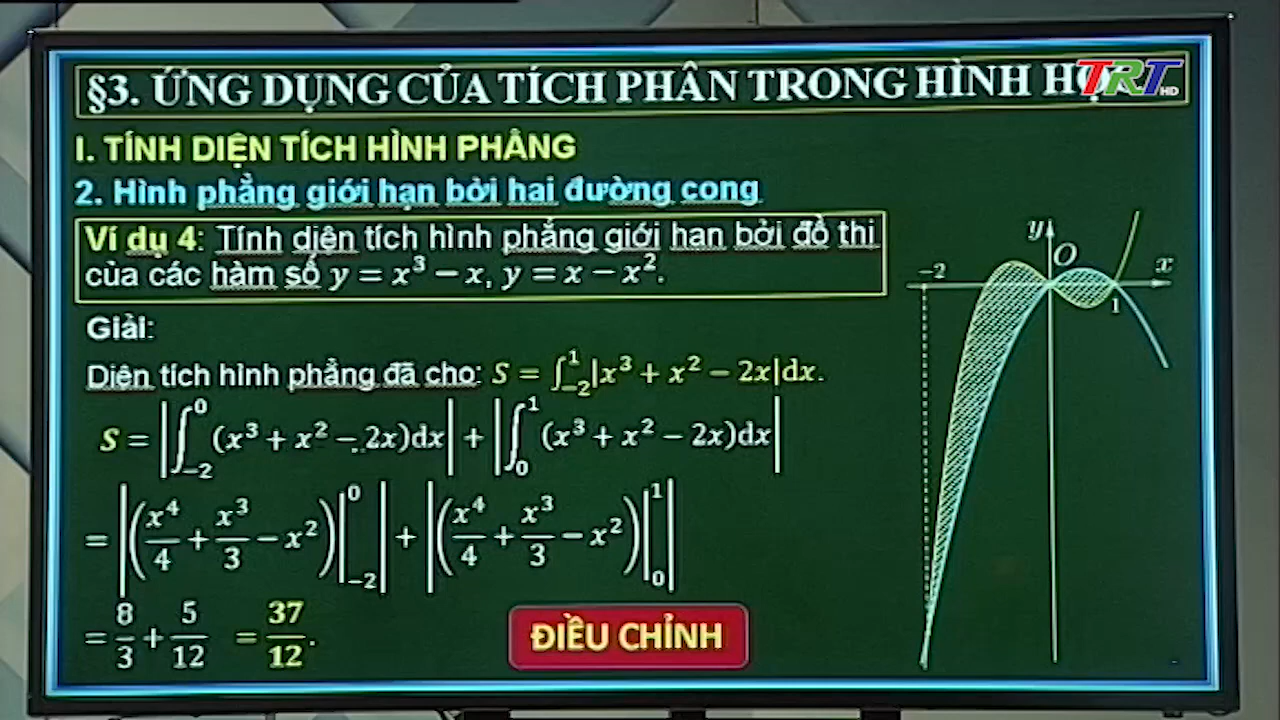 §3. ỨNG DỤNG CỦA TÍCH PHÂN TRONG HÌNH HỌC
TRT HD
I. TÍNH DIỆN TÍCH HÌNH PHẲNG
2. Hình phẳng giới hạn bởi hai đường cong
Ví dụ 4: Tính diện tích hình phẳng giới hạn bởi đồ thị
của các hàm số y = x³ − x, y = x − x².
Giải:
Diện tích hình phẳng đã cho: S = ∫₋₂¹|x³ + x² − 2x|dx.
S = |∫₋₂⁰ (x³ + x² − 2x)dx| + |∫₀¹ (x³ + x² − 2x)dx|
= |(x⁴/4 + x³/3 − x²)|₋₂⁰| + |(x⁴/4 + x³/3 − x²)|₀¹|
= 8/3 + 5/12 = 37/12.
ĐIỀU CHỈNH
y
O
x
−2
1